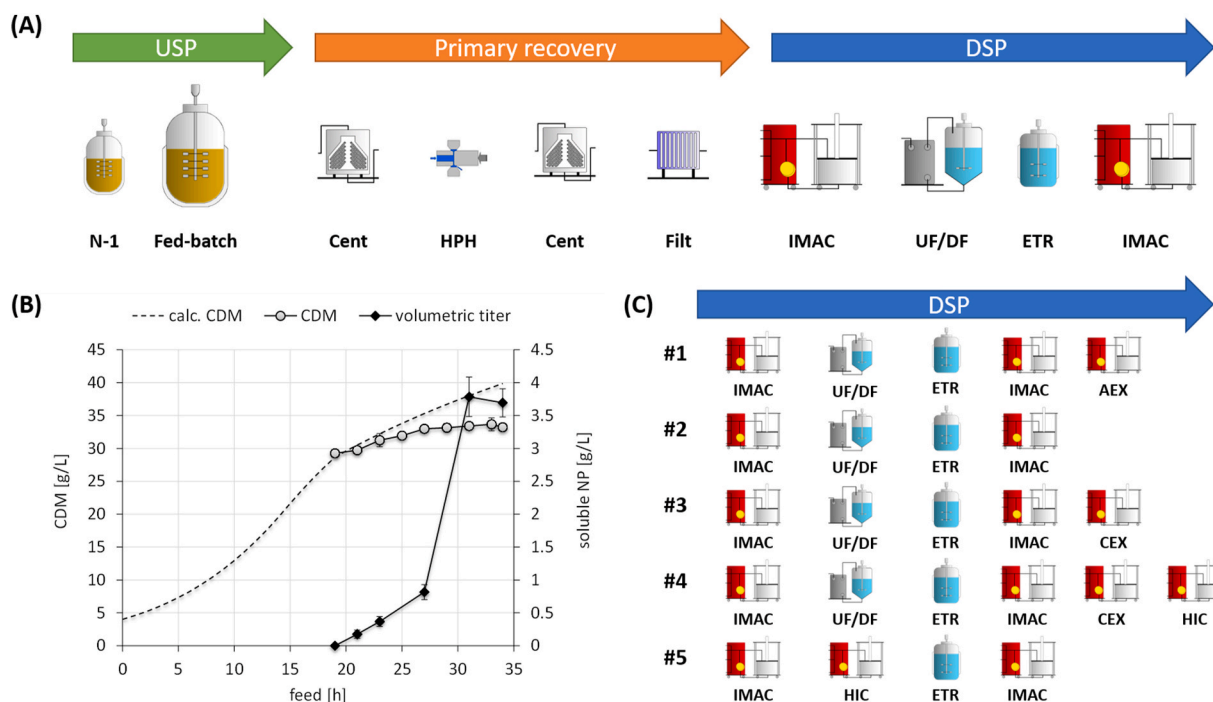 (A)
USP
Primary recovery
DSP
N-1
Fed-batch
Cent
HPH
Cent
Filt
IMAC
UF/DF
ETR
IMAC
(B)
calc. CDM
CDM
volumetric titer
CDM [g/L]
45
40
35
30
25
20
15
10
5
0
soluble NP [g/L]
4.5
4
3.5
3
2.5
2
1.5
1
0.5
0
0
5
10
15
20
25
30
35
feed [h]
(C)
DSP
#1
IMAC
UF/DF
ETR
IMAC
AEX
#2
IMAC
UF/DF
ETR
IMAC
#3
IMAC
UF/DF
ETR
IMAC
CEX
#4
IMAC
UF/DF
ETR
IMAC
CEX
HIC
#5
IMAC
HIC
ETR
IMAC